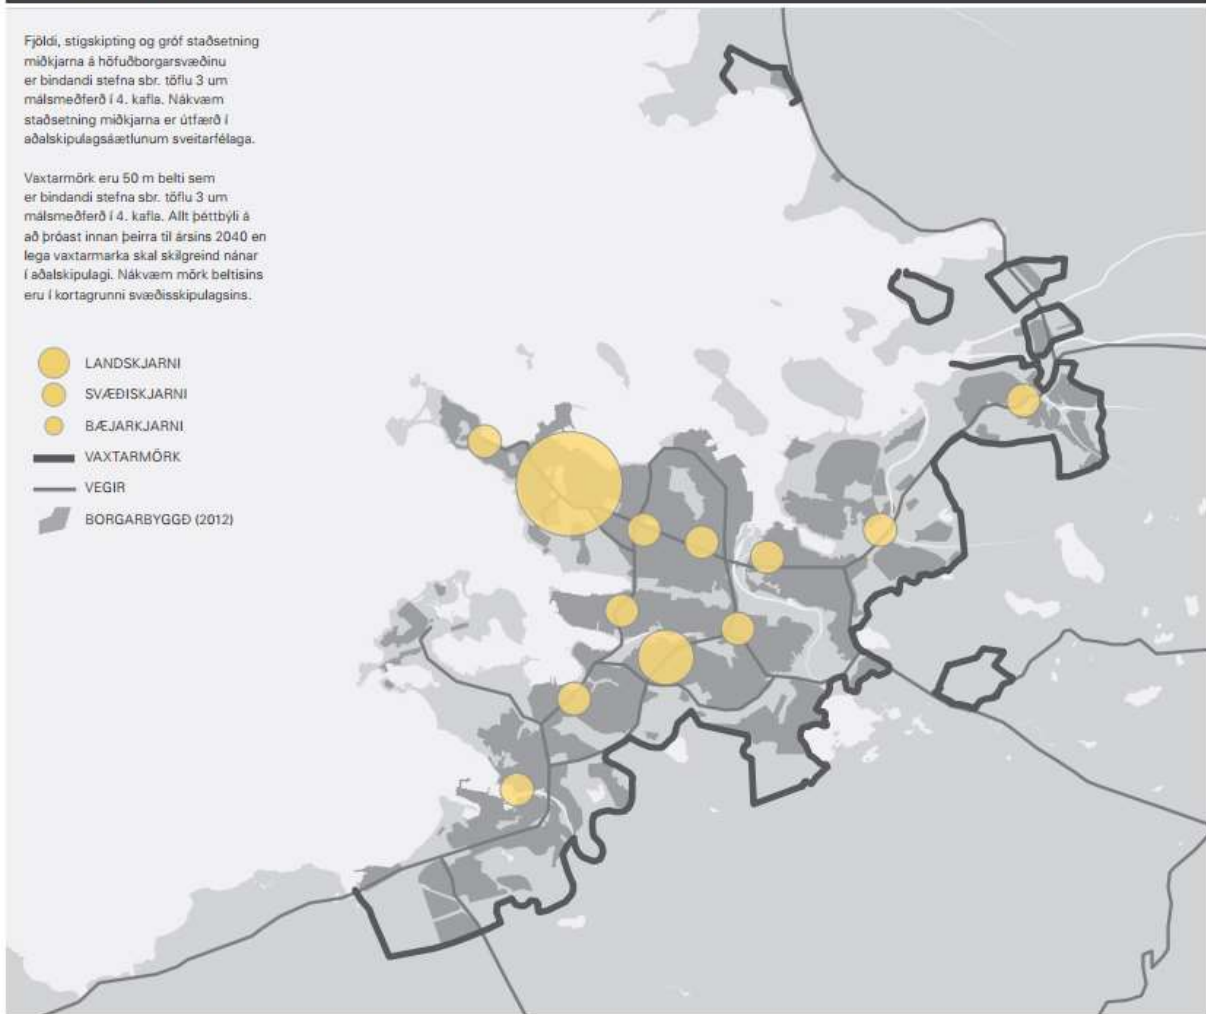 Fjöldi, stigskipting og gróf staðsetning
miðkjarna á höfuðborgarsvæðinu
er bindandi stefna sbr. töflu 3 um
málsmeðferð í 4. kafla. Nákvæm
staðsetning miðkjarna er útfærð í
aðalskipulagsáætlunum sveitarfélaga.
Vaxtarmörk eru 50 m belti sem
er bindandi stefna sbr. töflu 3 um
málsmeðferð í 4. kafla. Allt þéttbýli á
að þróast innan þeirra til ársins 2040 en
lega vaxtarmarka skal skilgreind nánar
í aðalskipulagi. Nákvæm mörk beltisins
eru í kortagrunni svæðisskipulagsins.
LANDSKJARNI
SVÆÐISKJARNI
BÆJARKJARNI
VAXTARMÖRK
VEGIR
BORGARBYGGÐ (2012)